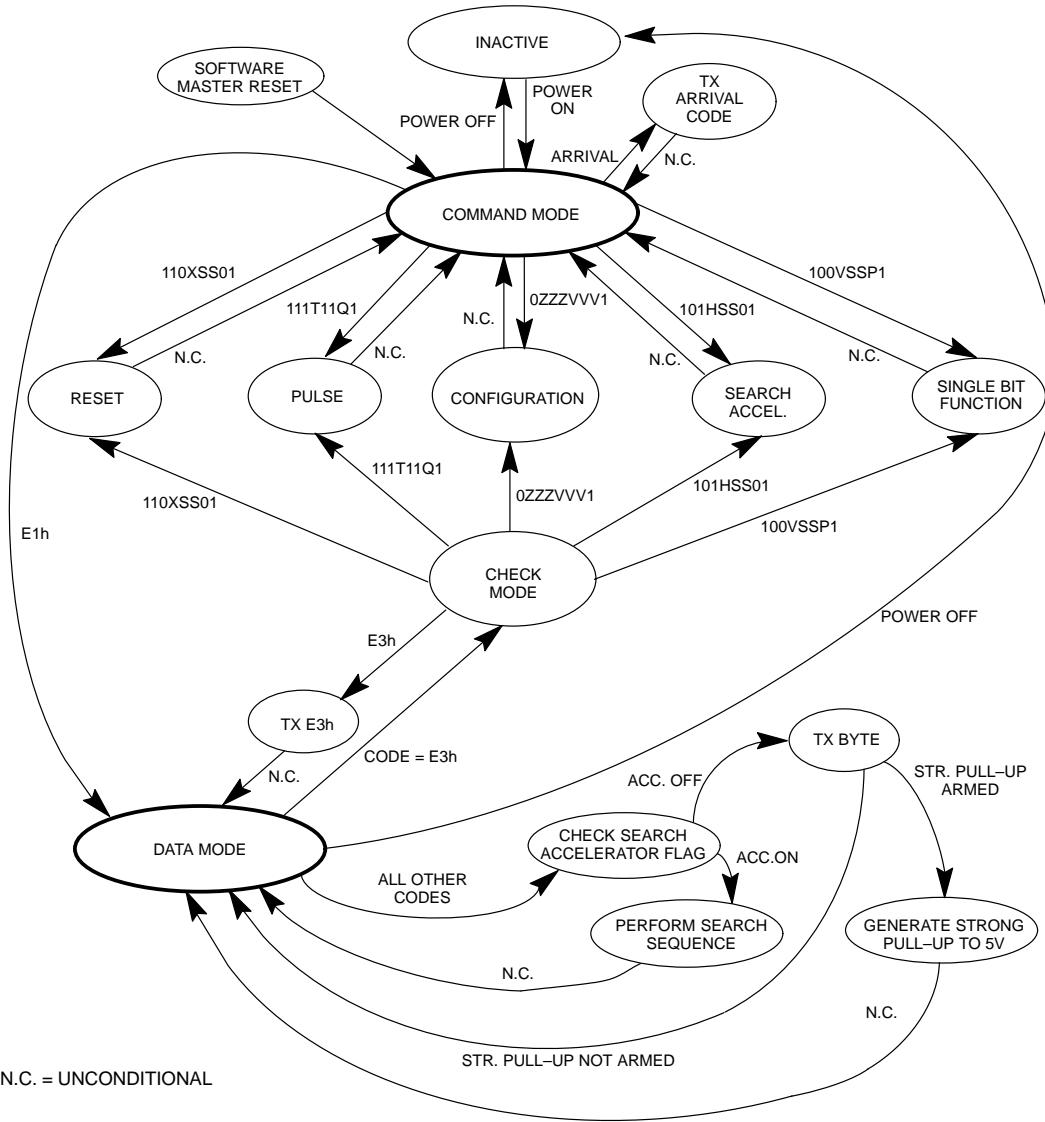 INACTIVE
SOFTWARE
MASTER RESET
TX
ARRIVAL
CODE
POWER
ON
POWER OFF
ARRIVAL
N.C.
COMMAND MODE
110XSS01
111T11Q1
N.C.
0ZZZVVV1
101HSS01
100VSSP1
N.C.
N.C.
N.C.
N.C.
RESET
PULSE
CONFIGURATION
SEARCH
ACCEL.
SINGLE BIT
FUNCTION
110XSS01
111T11Q1
0ZZZVVV1
101HSS01
100VSSP1
E1h
CHECK
MODE
POWER OFF
E3h
TX E3h
N.C.
CODE = E3h
TX BYTE
ACC. OFF
STR. PULL–UP
ARMED
DATA MODE
CHECK SEARCH
ACCELERATOR FLAG
ACC.ON
ALL OTHER
CODES
PERFORM SEARCH
SEQUENCE
GENERATE STRONG
PULL–UP TO 5V
N.C.
N.C.
STR. PULL–UP NOT ARMED
N.C. = UNCONDITIONAL